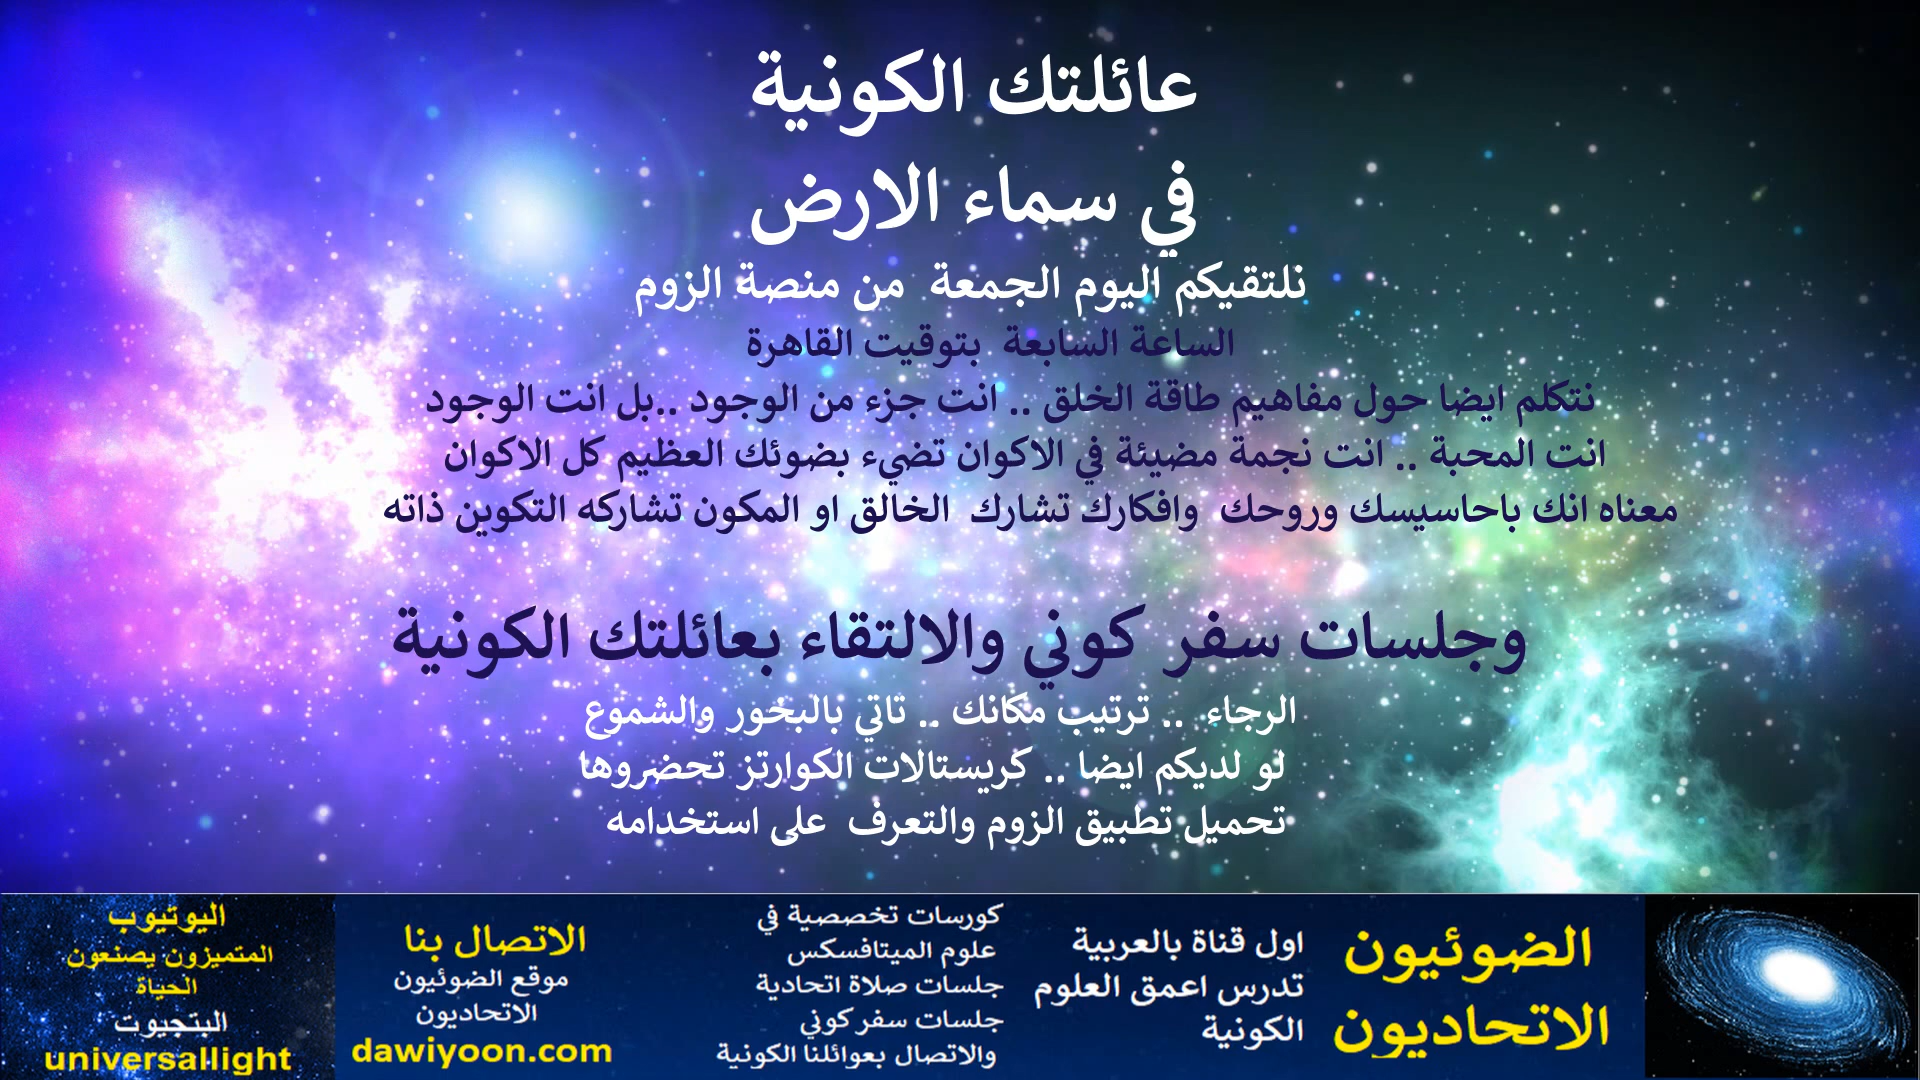 عائلتك الكونية
في سماء الارض
نلتقيكم اليوم الجمعة من منصة الزوم
الساعة السابعة بتوقيت القاهرة
نتكلم ايضا حول مفاهيم طاقة الخلق .. انت جزء من الوجود ..بل انت الوجود
انت المحبة .. انت نجمة مضيئة في الاكوان تضيء بضوئك العظيم كل الاكوان
معناه انك باحاسيسك وروحك وافكارك تشارك الخالق او المكون تشاركه التكوين ذاته
وجلسات سفر كوني والالتقاء بعائلتك الكونية
الرجاء .. ترتيب مكانك .. تاتي بالبخور والشموع
لو لديكم ايضا .. كريستالات الكوارتز تحضروها
تحميل تطبيق الزوم والتعرف على استخدامه
الضوئيون
الاتحاديون
اول قناة بالعربية
تدرس اعمق العلوم
الكونية
كورسات تخصصية في
علوم الميتافسكس
جلسات صلاة اتحادية
جلسات سفر كوني
والاتصال بعوائلنا الكونية
الاتصال بنا
موقع الضوئيون
الاتحاديون
dawiyoon.com
اليوتيوب
المتميزون يصنعون
الحياة
البتجيوت
universallight